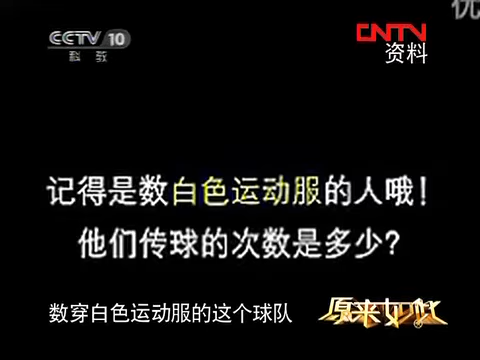 优
CCTV 10
科教
CNTV
资料
记得是数白色运动服的人哦！
他们传球的次数是多少？
数穿白色运动服的这个球队
原来如此